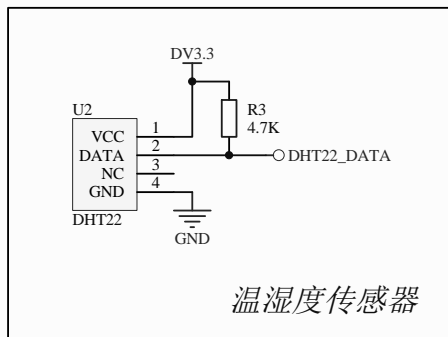 DV3.3
U2
R3
4.7K
VCC 1
DATA 2
DHT22_DATA
NC 3
GND 4
DHT22
GND
温湿度传感器